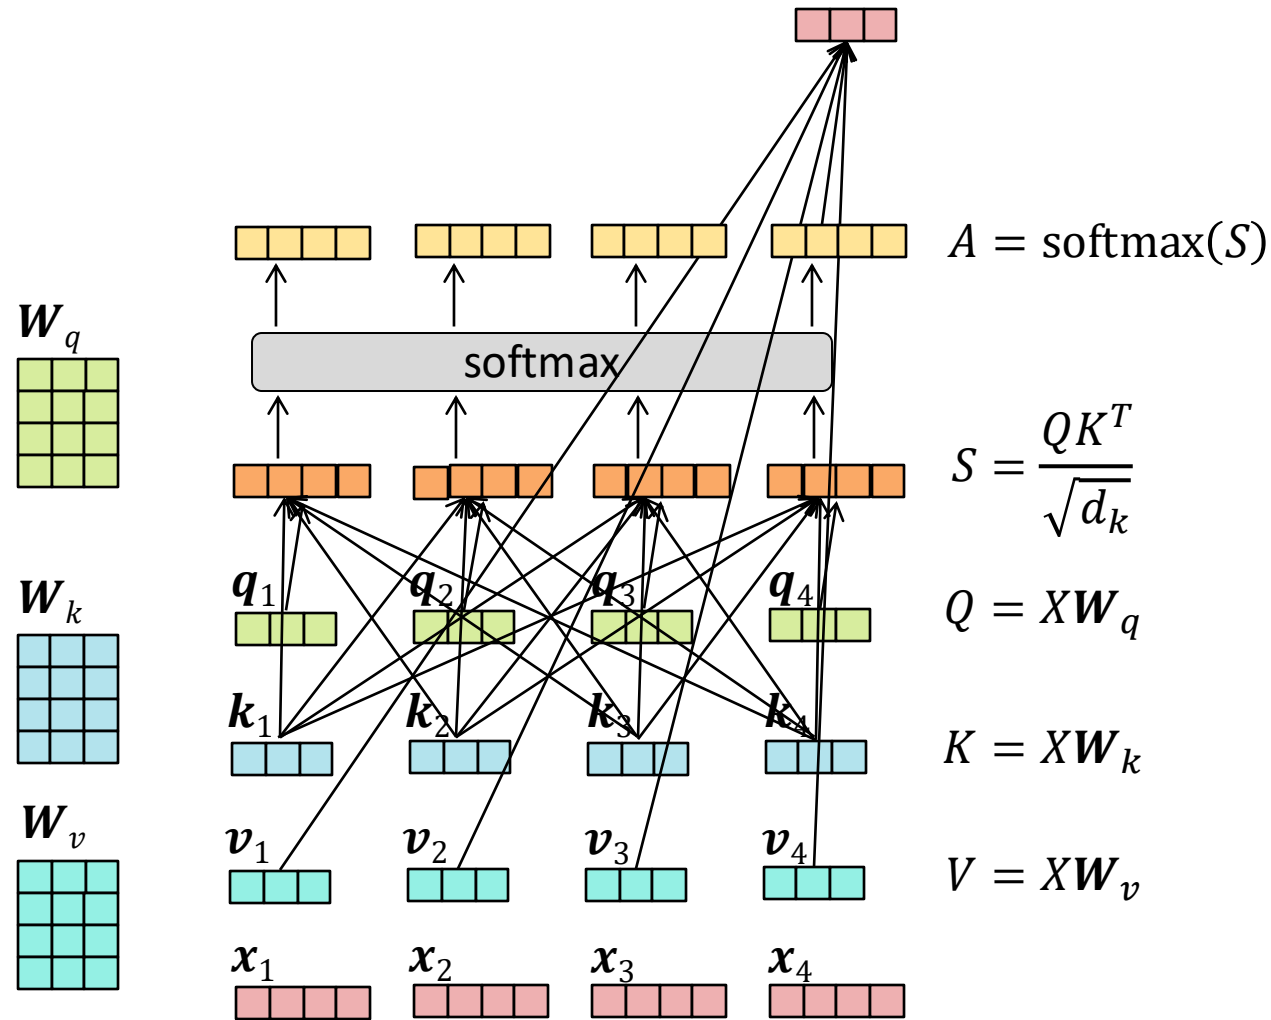 A = softmax(S)
W_q
softmax
S = QK^T / √d_k
q_1 q_2 q_3 q_4
Q = XW_q
W_k
k_1 k_2 k_3 k_4
K = XW_k
W_v
v_1 v_2 v_3 v_4
V = XW_v
x_1 x_2 x_3 x_4